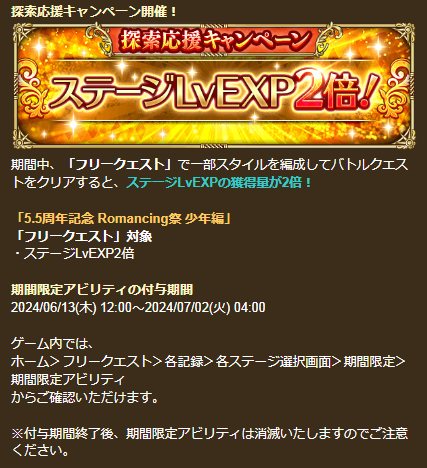 探索応援キャンペーン開催！
探索応援キャンペーン
ステージLvEXP2倍!
期間中、「フリークエスト」で一部スタイルを編成してバトルクエス
トをクリアすると、ステージLvEXPの獲得量が2倍！
「5.5周年記念 Romancing祭 少年編」
「フリークエスト」対象
・ステージLvEXP2倍
期間限定アビリティの付与期間
2024/06/13(木) 12:00～2024/07/02(火) 04:00
ゲーム内では、
ホーム＞フリークエスト＞各記録＞各ステージ選択画面＞期間限定＞
期間限定アビリティ
からご確認いただけます。
※付与期間終了後、期間限定アビリティは消滅いたしますのでご注意
ください。